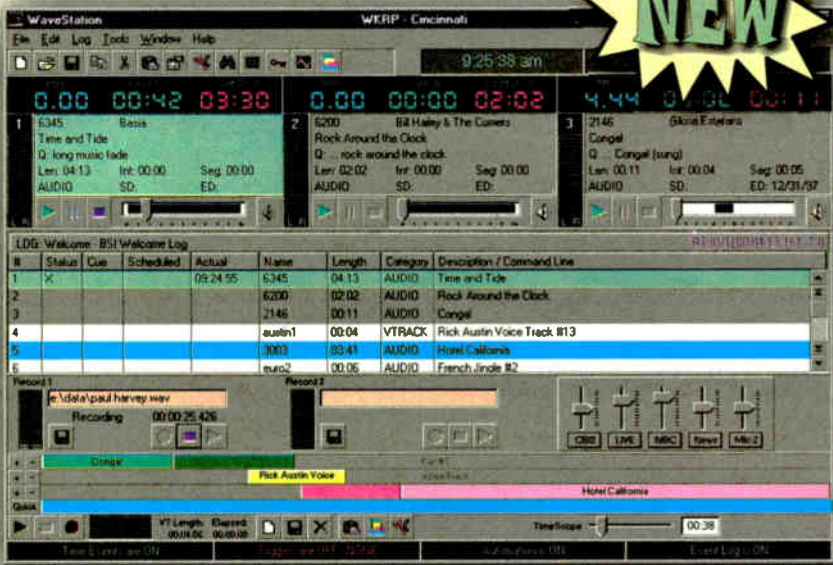 NEW
WaveStation WKRP - Cincinnati
File Edit Log Tools Window Help
9:25:38 am
0.00 00:42 03:30
0.00 00:00 02:02
4.44
1 6345 Basia
Time and Tide
Q: long music fade
Len: 04:13 Int: 00:00 Seg: 00:00
AUDIO SD: ED:
2 6200 Bill Hailey & The Comets
Rock Around the Clock
Q: ... rock around the clock
Len: 02:02 Int: 00:00 Seg: 00:00
AUDIO SD: ED:
3 2146 Gloria Estefan
Conga!
Q: ... Conga! (sung)
Len: 00:11 Int: 00:04 Seg: 00:05
AUDIO SD: ED: 12/31/97
LOG: Welcome - BSI Welcome Log
# Status Cue Scheduled Actual Name Length Category Description / Command Line
1 X 09:24:55 6345 04:13 AUDIO Time and Tide
2 6200 02:02 AUDIO Rock Around the Clock
3 2146 00:11 AUDIO Conga!
4 austin1 00:04 VTRACK Rick Austin Voice Track #13
5 3003 03:41 AUDIO Hotel California
6 euro2 00:06 AUDIO French Jingle #2
Record 1
e:\data\paul harvey.wav
Recording 00:00:25.426
Record 2
CBS LIVE NBC News Mic 2
Conga!
Rick Austin Voice
Hotel California
Quick
VT Length: Elapsed:
TimeScope 00:38
Time Events are ON
Automation is ON
Event Log is ON